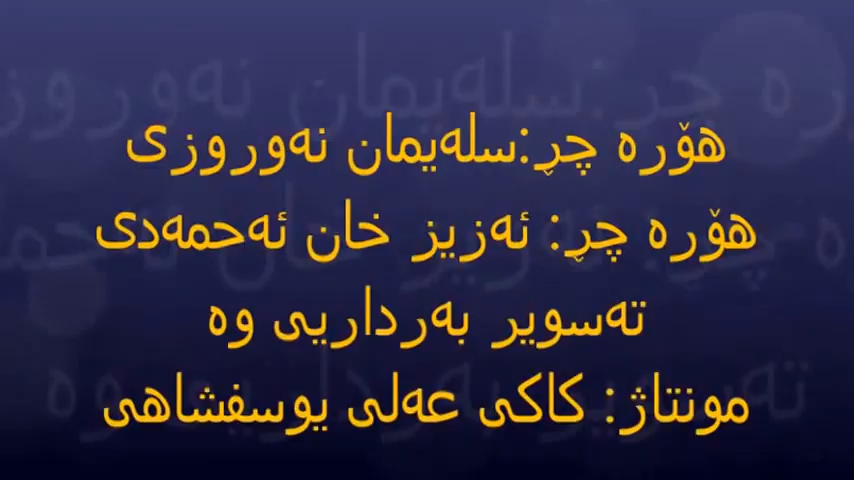 هۆرە چڕ:سلەیمان نەوروزی
هۆرە چڕ: ئەزیز خان ئەحمەدی
تەسویر بەرداریی وە
مونتاژ: کاکی عەلی یوسفشاهی